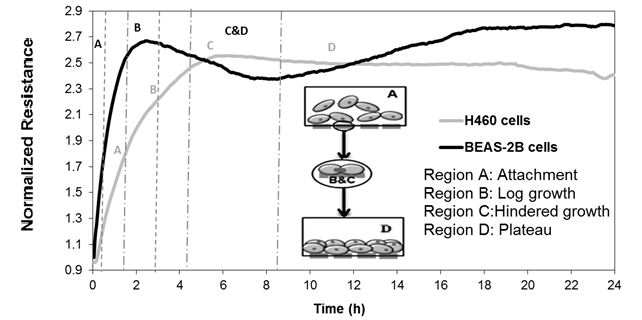 2.9
2.7
2.5
2.3
2.1
1.9
1.7
1.5
1.3
1.1
0.9
Normalized Resistance
A
B
C&D
A
B
C
D
A
B&C
D
H460 cells
BEAS-2B cells
Region A: Attachment
Region B: Log growth
Region C:Hindered growth
Region D: Plateau
0 2 4 6 8 10 12 14 16 18 20 22 24
Time (h)